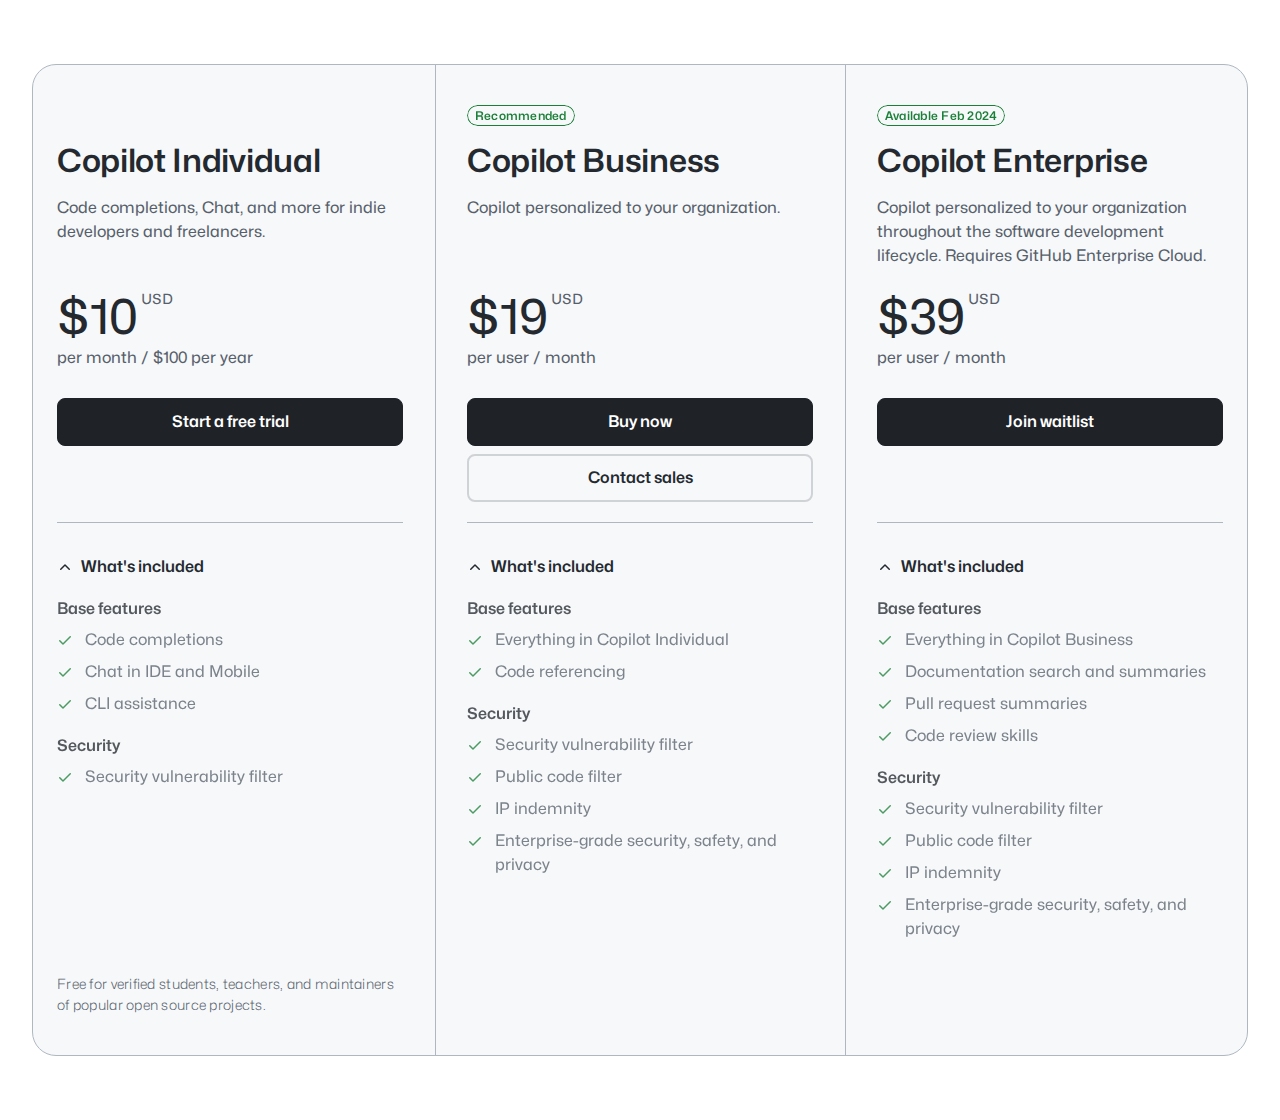 Copilot Individual
Code completions, Chat, and more for indie
developers and freelancers.
$10 USD
per month / $100 per year
Start a free trial
What's included
Base features
Code completions
Chat in IDE and Mobile
CLI assistance
Security
Security vulnerability filter
Free for verified students, teachers, and maintainers
of popular open source projects.
Recommended
Copilot Business
Copilot personalized to your organization.
$19 USD
per user / month
Buy now
Contact sales
What's included
Base features
Everything in Copilot Individual
Code referencing
Security
Security vulnerability filter
Public code filter
IP indemnity
Enterprise-grade security, safety, and
privacy
Available Feb 2024
Copilot Enterprise
Copilot personalized to your organization
throughout the software development
lifecycle. Requires GitHub Enterprise Cloud.
$39 USD
per user / month
Join waitlist
What's included
Base features
Everything in Copilot Business
Documentation search and summaries
Pull request summaries
Code review skills
Security
Security vulnerability filter
Public code filter
IP indemnity
Enterprise-grade security, safety, and
privacy